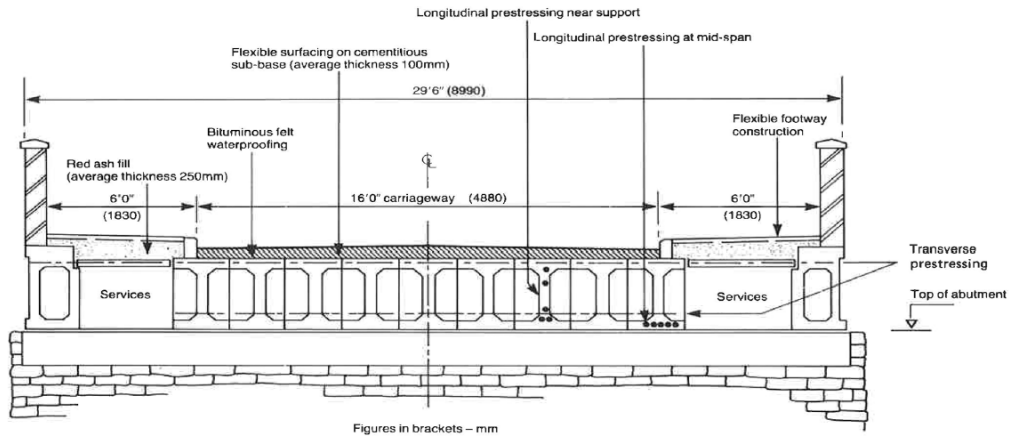 Longitudinal prestressing near support
Longitudinal prestressing at mid-span
Flexible surfacing on cementitious
sub-base (average thickness 100mm)
29'6" (8990)
Flexible footway
construction
Bituminous felt
waterproofing
Red ash fill
(average thickness 250mm)
℄
6'0"
(1830)
16'0" carriageway (4880)
6'0"
(1830)
Transverse
prestressing
Services
Services
Top of abutment
Figures in brackets – mm